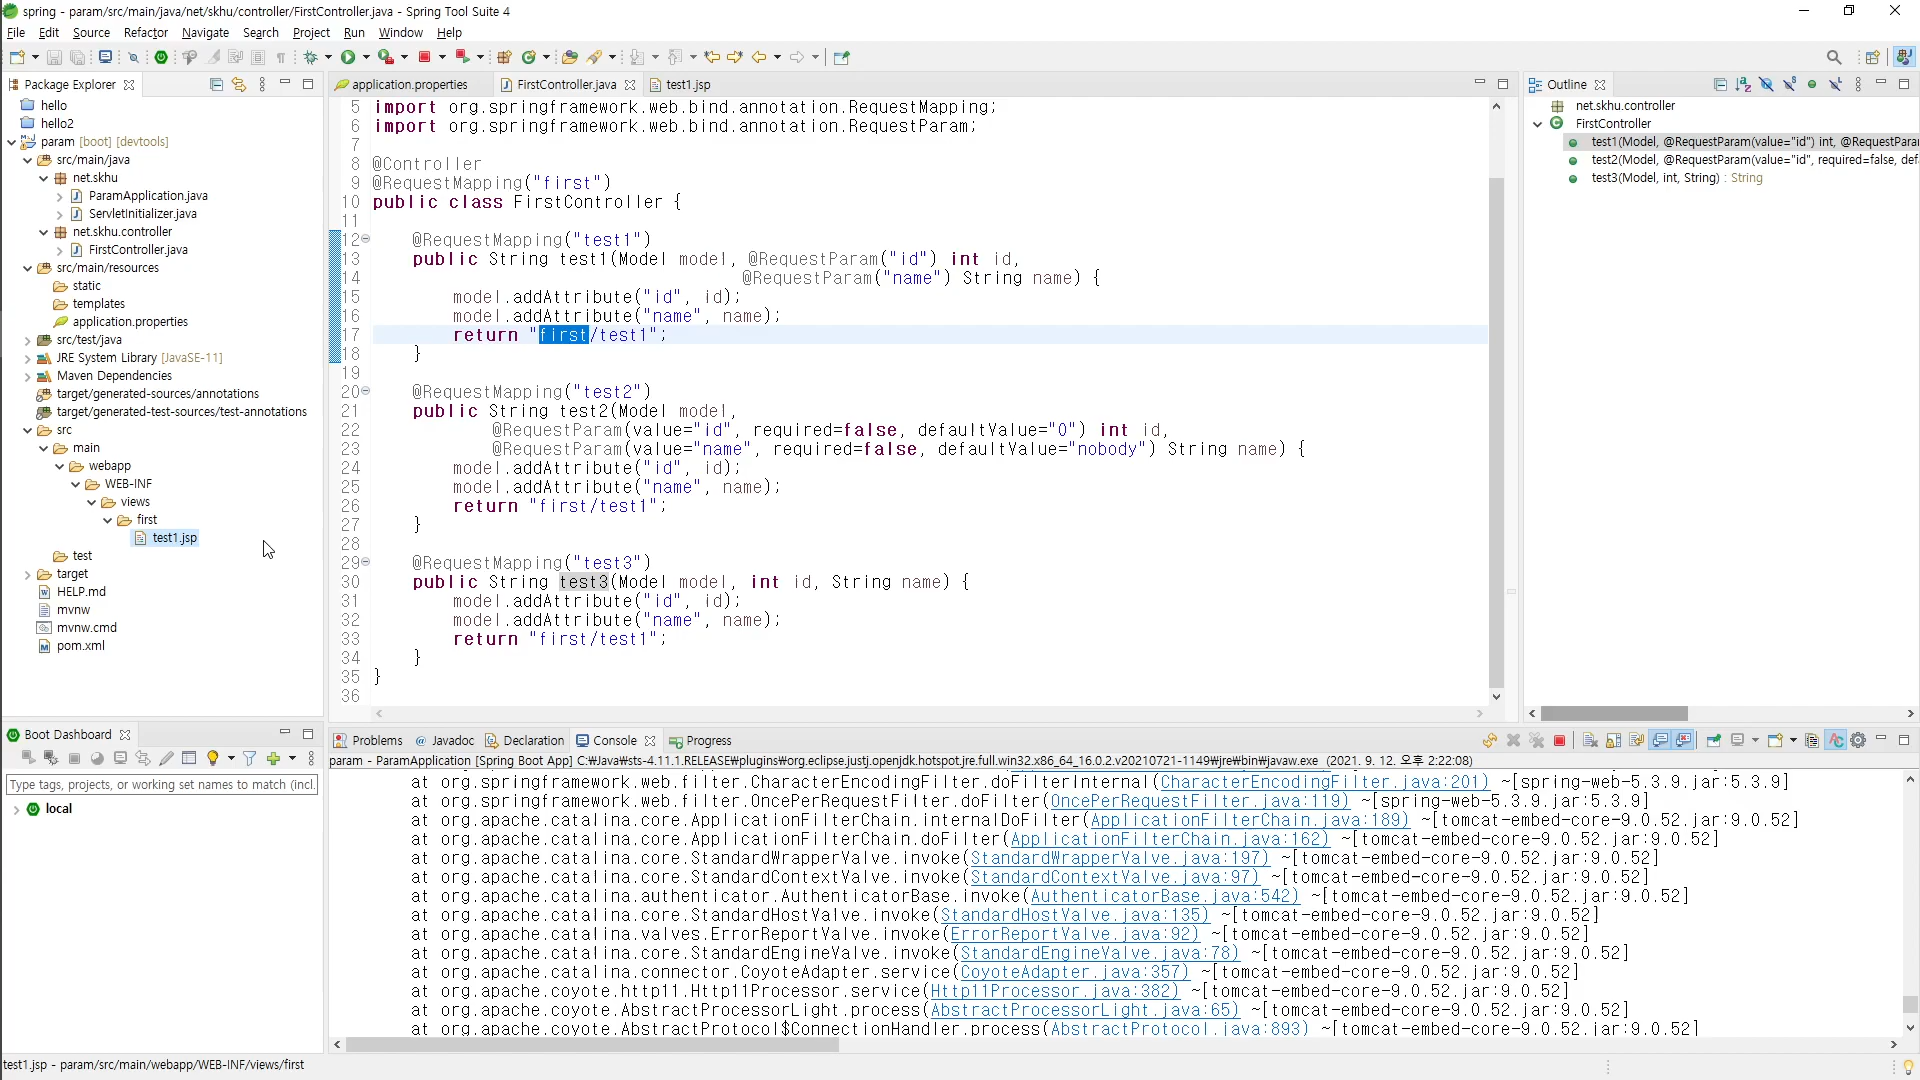 spring - param/src/main/java/net/skhu/controller/FirstController.java - Spring Tool Suite 4
File Edit Source Refactor Navigate Search Project Run Window Help
Package Explorer
hello
hello2
param [boot] [devtools]
src/main/java
net.skhu
ParamApplication.java
ServletInitializer.java
net.skhu.controller
FirstController.java
src/main/resources
static
templates
application.properties
src/test/java
JRE System Library [JavaSE-11]
Maven Dependencies
target/generated-sources/annotations
target/generated-test-sources/test-annotations
src
main
webapp
WEB-INF
views
first
test1.jsp
test
target
HELP.md
mvnw
mvnw.cmd
pom.xml
application.properties FirstController.java test1.jsp
5 import org.springframework.web.bind.annotation.RequestMapping;
6 import org.springframework.web.bind.annotation.RequestParam;
7
8 @Controller
9 @RequestMapping("first")
10 public class FirstController {
11
12 @RequestMapping("test1")
13 public String test1(Model model, @RequestParam("id") int id,
14 @RequestParam("name") String name) {
15 model.addAttribute("id", id);
16 model.addAttribute("name", name);
17 return "first/test1";
18 }
19
20 @RequestMapping("test2")
21 public String test2(Model model,
22 @RequestParam(value="id", required=false, defaultValue="0") int id,
23 @RequestParam(value="name", required=false, defaultValue="nobody") String name) {
24 model.addAttribute("id", id);
25 model.addAttribute("name", name);
26 return "first/test1";
27 }
28
29 @RequestMapping("test3")
30 public String test3(Model model, int id, String name) {
31 model.addAttribute("id", id);
32 model.addAttribute("name", name);
33 return "first/test1";
34 }
35 }
36
Outline
net.skhu.controller
FirstController
test1(Model, @RequestParam(value="id") int, @RequestPara
test2(Model, @RequestParam(value="id", required=false, def
test3(Model, int, String) : String
Boot Dashboard
Type tags, projects, or working set names to match (incl.
local
Problems Javadoc Declaration Console Progress
param - ParamApplication [Spring Boot App] C:₩Java₩sts-4.11.1.RELEASE₩plugins₩org.eclipse.justj.openjdk.hotspot.jre.full.win32.x86_64_16.0.2.v20210721-1149₩jre₩bin₩javaw.exe (2021. 9. 12. 오후 2:22:08)
at org.springframework.web.filter.CharacterEncodingFilter.doFilterInternal(CharacterEncodingFilter.java:201) ~[spring-web-5.3.9.jar:5.3.9]
at org.springframework.web.filter.OncePerRequestFilter.doFilter(OncePerRequestFilter.java:119) ~[spring-web-5.3.9.jar:5.3.9]
at org.apache.catalina.core.ApplicationFilterChain.internalDoFilter(ApplicationFilterChain.java:189) ~[tomcat-embed-core-9.0.52.jar:9.0.52]
at org.apache.catalina.core.ApplicationFilterChain.doFilter(ApplicationFilterChain.java:162) ~[tomcat-embed-core-9.0.52.jar:9.0.52]
at org.apache.catalina.core.StandardWrapperValve.invoke(StandardWrapperValve.java:197) ~[tomcat-embed-core-9.0.52.jar:9.0.52]
at org.apache.catalina.core.StandardContextValve.invoke(StandardContextValve.java:97) ~[tomcat-embed-core-9.0.52.jar:9.0.52]
at org.apache.catalina.authenticator.AuthenticatorBase.invoke(AuthenticatorBase.java:542) ~[tomcat-embed-core-9.0.52.jar:9.0.52]
at org.apache.catalina.core.StandardHostValve.invoke(StandardHostValve.java:135) ~[tomcat-embed-core-9.0.52.jar:9.0.52]
at org.apache.catalina.valves.ErrorReportValve.invoke(ErrorReportValve.java:92) ~[tomcat-embed-core-9.0.52.jar:9.0.52]
at org.apache.catalina.core.StandardEngineValve.invoke(StandardEngineValve.java:78) ~[tomcat-embed-core-9.0.52.jar:9.0.52]
at org.apache.catalina.connector.CoyoteAdapter.service(CoyoteAdapter.java:357) ~[tomcat-embed-core-9.0.52.jar:9.0.52]
at org.apache.coyote.http11.Http11Processor.service(Http11Processor.java:382) ~[tomcat-embed-core-9.0.52.jar:9.0.52]
at org.apache.coyote.AbstractProcessorLight.process(AbstractProcessorLight.java:65) ~[tomcat-embed-core-9.0.52.jar:9.0.52]
at org.apache.coyote.AbstractProtocol$ConnectionHandler.process(AbstractProtocol.java:893) ~[tomcat-embed-core-9.0.52.jar:9.0.52]
test1.jsp - param/src/main/webapp/WEB-INF/views/first